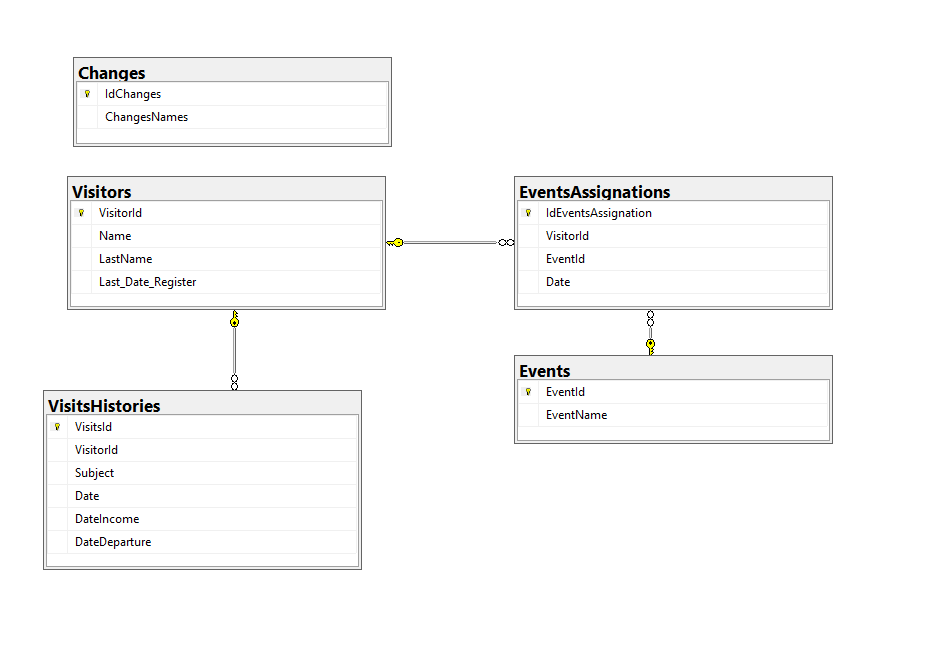 Changes
IdChanges
ChangesNames
Visitors
VisitorId
Name
LastName
Last_Date_Register
EventsAssignations
IdEventsAssignation
VisitorId
EventId
Date
Events
EventId
EventName
VisitsHistories
VisitsId
VisitorId
Subject
Date
DateIncome
DateDeparture